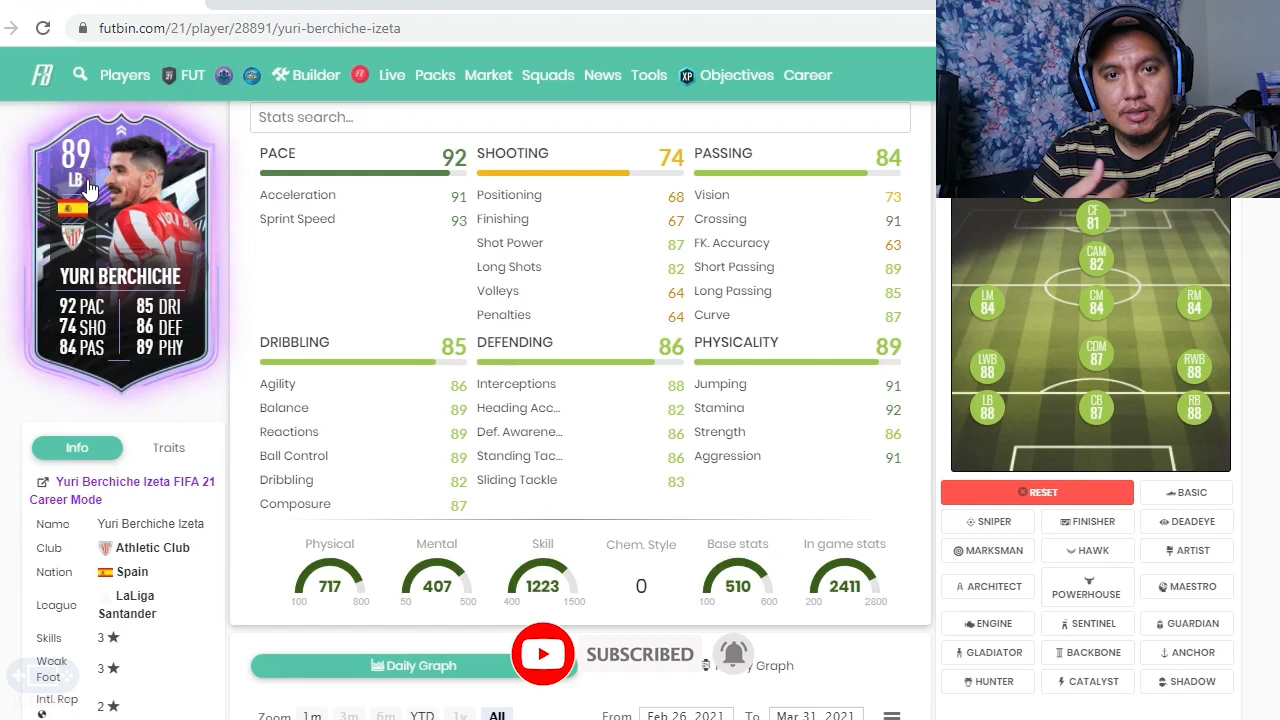 futbin.com/21/player/28891/yuri-berchiche-izeta
F8 Players FUT Builder Live Packs Market Squads News Tools XP Objectives Career
Stats search...
89
LB
YURI BERCHICHE
92 PAC 85 DRI
74 SHO 86 DEF
84 PAS 89 PHY
PACE 92
Acceleration 91
Sprint Speed 93
SHOOTING 74
Positioning 68
Finishing 67
Shot Power 87
Long Shots 82
Volleys 64
Penalties 64
PASSING 84
Vision 73
Crossing 91
FK. Accuracy 63
Short Passing 89
Long Passing 85
Curve 87
DRIBBLING 85
Agility 86
Balance 89
Reactions 89
Ball Control 89
Dribbling 82
Composure 87
DEFENDING 86
Interceptions 88
Heading Acc... 82
Def. Awarene... 86
Standing Tac... 86
Sliding Tackle 83
PHYSICALITY 89
Jumping 91
Stamina 92
Strength 86
Aggression 91
Physical Mental Skill Chem. Style Base stats In game stats
717 407 1223 0 510 2411
100 800 50 500 400 1500 100 600 200 2800
Info Traits
Yuri Berchiche Izeta FIFA 21
Career Mode
Name Yuri Berchiche Izeta
Club Athletic Club
Nation Spain
League LaLiga
Santander
Skills 3 ★
Weak
Foot 3 ★
Intl. Rep 2 ★
SUBSCRIBED
Daily Graph
Graph
Zoom 1m 3m 6m YTD 1y All From Feb 26, 2021 To Mar 31, 2021
CF
81
CAM
82
LM
84
CM
84
RM
84
CDM
87
LWB
88
RWB
88
LB
88
CB
87
RB
88
RESET BASIC
SNIPER FINISHER DEADEYE
MARKSMAN HAWK ARTIST
ARCHITECT POWERHOUSE MAESTRO
ENGINE SENTINEL GUARDIAN
GLADIATOR BACKBONE ANCHOR
HUNTER CATALYST SHADOW